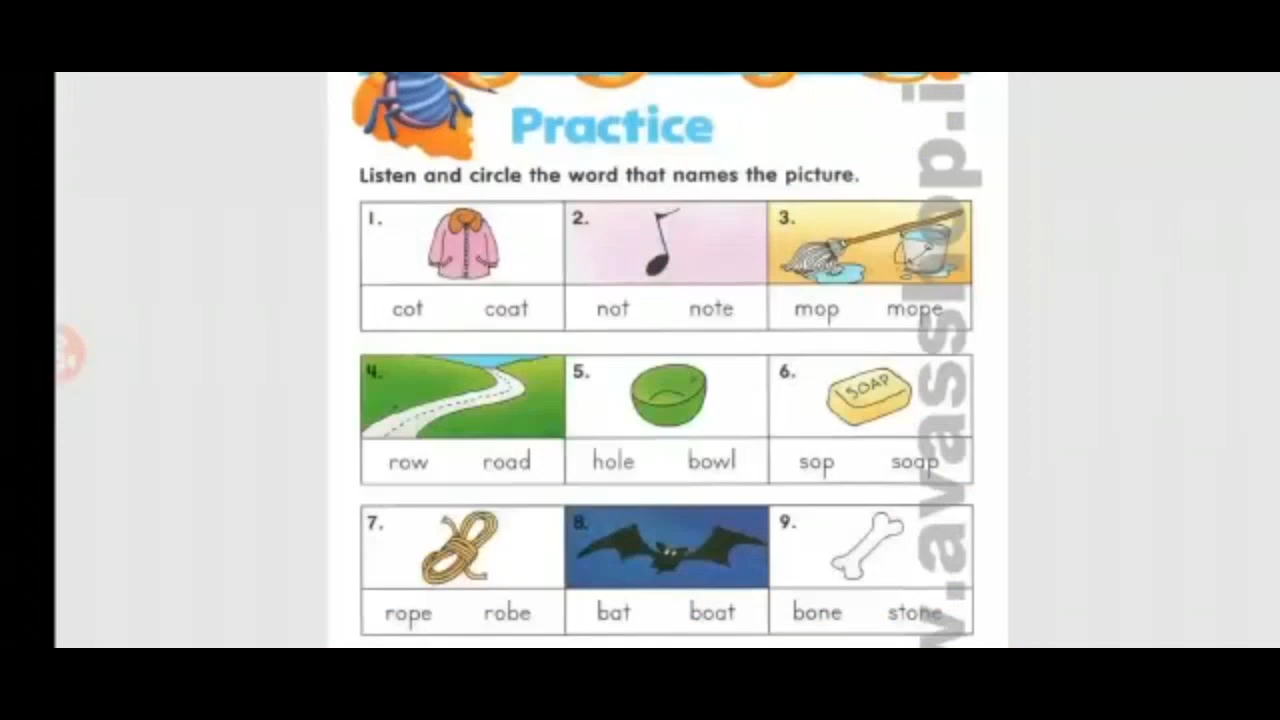 Practice
Listen and circle the word that names the picture.
1. 2. 3.
cot coat not note mop mope
4. 5. 6.
SOAP
row road hole bowl sop soap
7. 8. 9.
rope robe bat boat bone stone